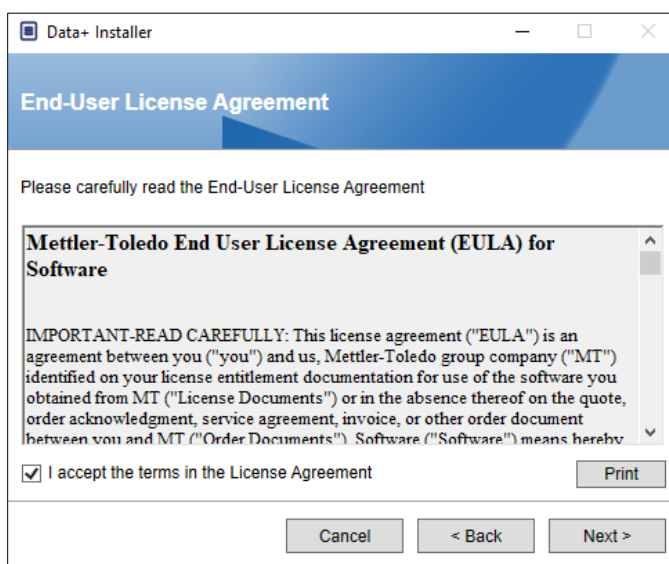 Data+ Installer
End-User License Agreement
Please carefully read the End-User License Agreement
Mettler-Toledo End User License Agreement (EULA) for
Software
IMPORTANT-READ CAREFULLY: This license agreement ("EULA") is an
agreement between you ("you") and us, Mettler-Toledo group company ("MT")
identified on your license entitlement documentation for use of the software you
obtained from MT ("License Documents") or in the absence thereof on the quote,
order acknowledgment, service agreement, invoice, or other order document
between you and MT ("Order Documents"). Software ("Software") means hereby
I accept the terms in the License Agreement
Print
Cancel
< Back
Next >